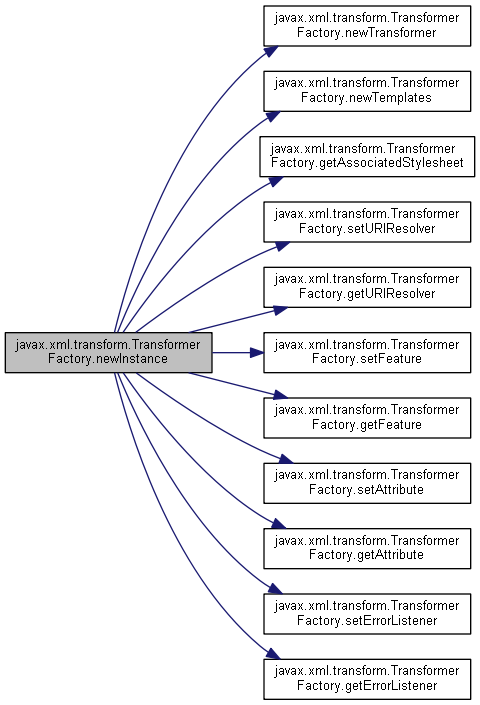 javax.xml.transform.Transformer
Factory.newTransformer
javax.xml.transform.Transformer
Factory.newTemplates
javax.xml.transform.Transformer
Factory.getAssociatedStylesheet
javax.xml.transform.Transformer
Factory.setURIResolver
javax.xml.transform.Transformer
Factory.getURIResolver
javax.xml.transform.Transformer
Factory.newInstance
javax.xml.transform.Transformer
Factory.setFeature
javax.xml.transform.Transformer
Factory.getFeature
javax.xml.transform.Transformer
Factory.setAttribute
javax.xml.transform.Transformer
Factory.getAttribute
javax.xml.transform.Transformer
Factory.setErrorListener
javax.xml.transform.Transformer
Factory.getErrorListener